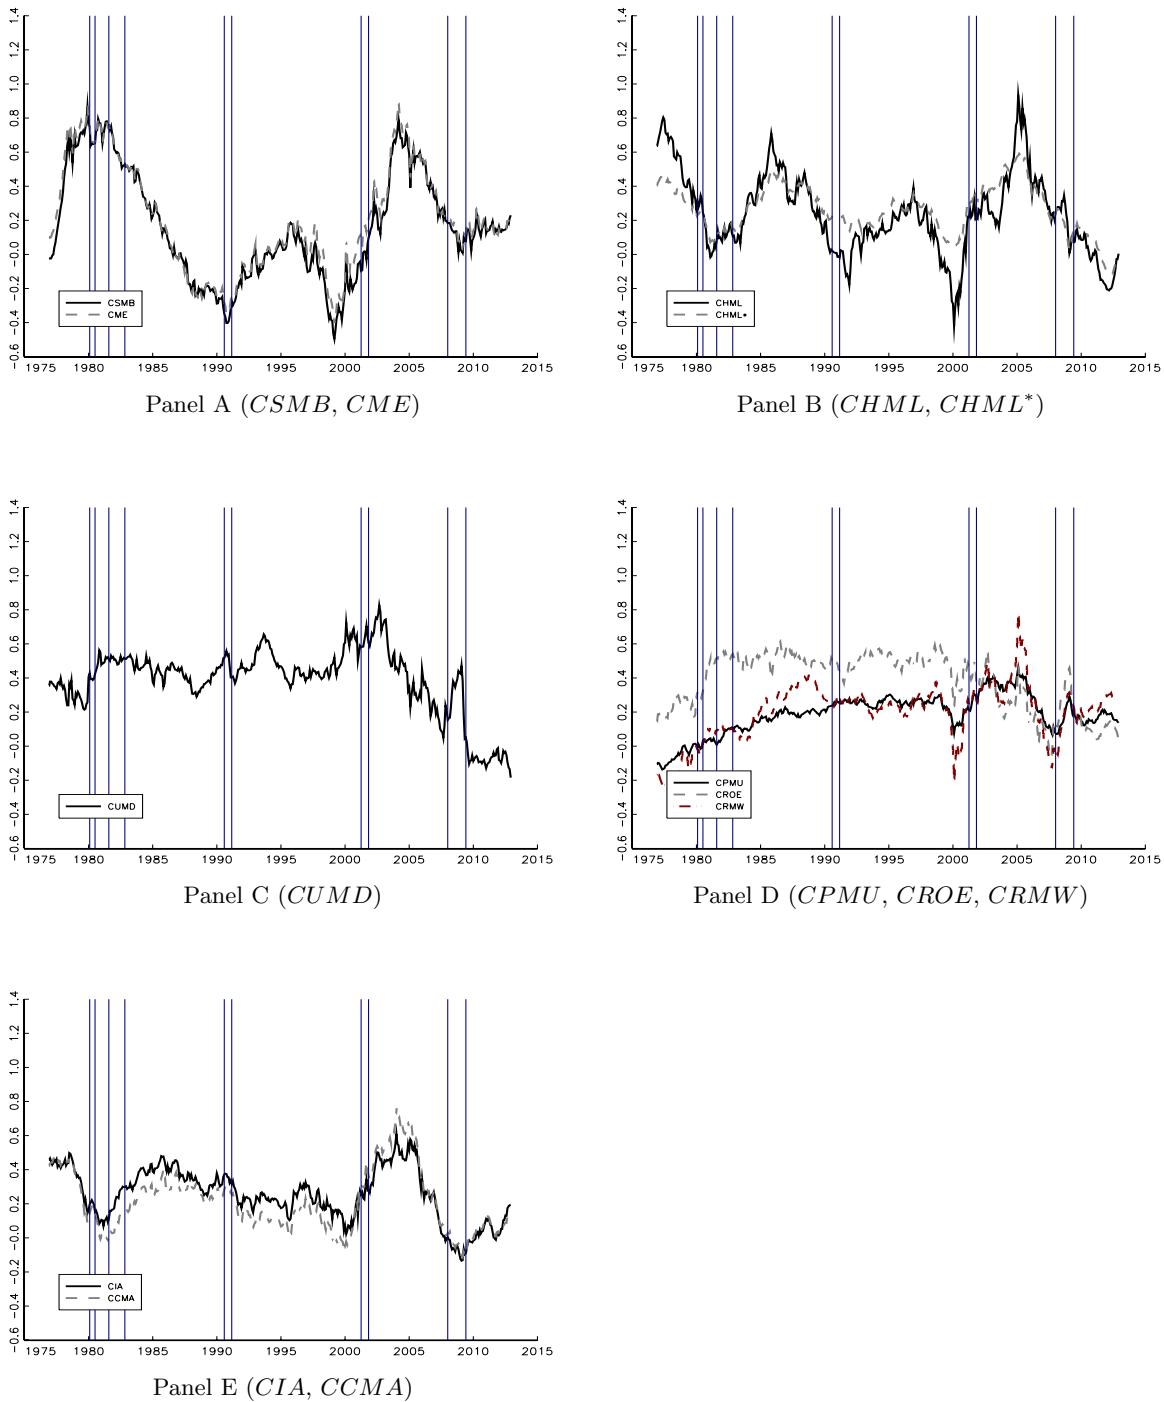 1.4 1.2 1.0 0.8 0.6 0.4 0.2 -0.0 -0.2 -0.4 -0.6
CSMB
CME
1975 1980 1985 1990 1995 2000 2005 2010 2015
Panel A (CSMB, CME)
1.4 1.2 1.0 0.8 0.6 0.4 0.2 -0.0 -0.2 -0.4 -0.6
CHML
CHML*
1975 1980 1985 1990 1995 2000 2005 2010 2015
Panel B (CHML, CHML*)
1.4 1.2 1.0 0.8 0.6 0.4 0.2 -0.0 -0.2 -0.4 -0.6
CUMD
1975 1980 1985 1990 1995 2000 2005 2010 2015
Panel C (CUMD)
1.4 1.2 1.0 0.8 0.6 0.4 0.2 -0.0 -0.2 -0.4 -0.6
CPMU
CROE
CRMW
1975 1980 1985 1990 1995 2000 2005 2010 2015
Panel D (CPMU, CROE, CRMW)
1.4 1.2 1.0 0.8 0.6 0.4 0.2 -0.0 -0.2 -0.4 -0.6
CIA
CCMA
1975 1980 1985 1990 1995 2000 2005 2010 2015
Panel E (CIA, CCMA)